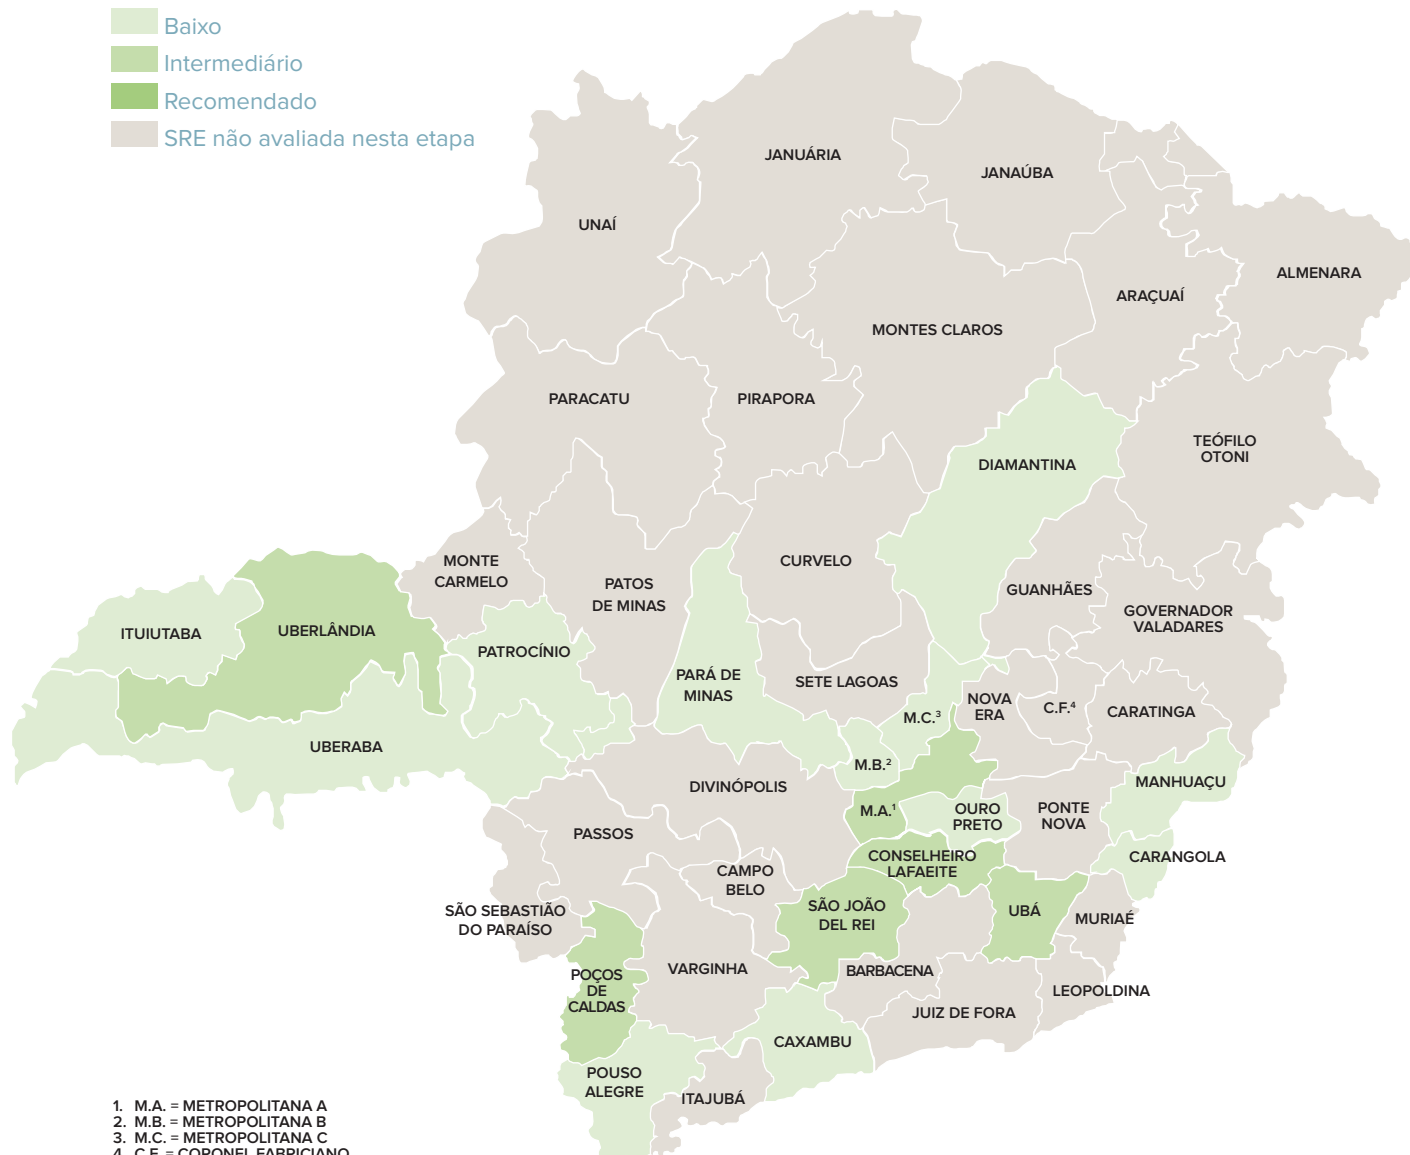 Baixo
Intermediário
Recomendado
SRE não avaliada nesta etapa
JANUÁRIA
JANAÚBA
UNAÍ
ALMENARA
ARAÇUAÍ
MONTES CLAROS
PARACATU
PIRAPORA
TEÓFILO
OTONI
DIAMANTINA
MONTE
CARMELO
CURVELO
PATOS
DE MINAS
GUANHÃES
GOVERNADOR
VALADARES
ITUIUTABA
UBERLÂNDIA
PATROCÍNIO
PARÁ DE
MINAS
SETE LAGOAS
NOVA
ERA
C.F.⁴
CARATINGA
M.C.³
UBERABA
M.B.²
DIVINÓPOLIS
MANHUAÇU
M.A.¹
OURO
PRETO
PONTE
NOVA
PASSOS
CONSELHEIRO
LAFAEITE
CARANGOLA
CAMPO
BELO
SÃO SEBASTIÃO
DO PARAÍSO
SÃO JOÃO
DEL REI
UBÁ
MURIAÉ
POÇOS
DE
CALDAS
VARGINHA
BARBACENA
LEOPOLDINA
JUIZ DE FORA
CAXAMBU
POUSO
ALEGRE
ITAJUBÁ
1. M.A. = METROPOLITANA A
2. M.B. = METROPOLITANA B
3. M.C. = METROPOLITANA C
4. C.F. = CORONEL FABRICIANO